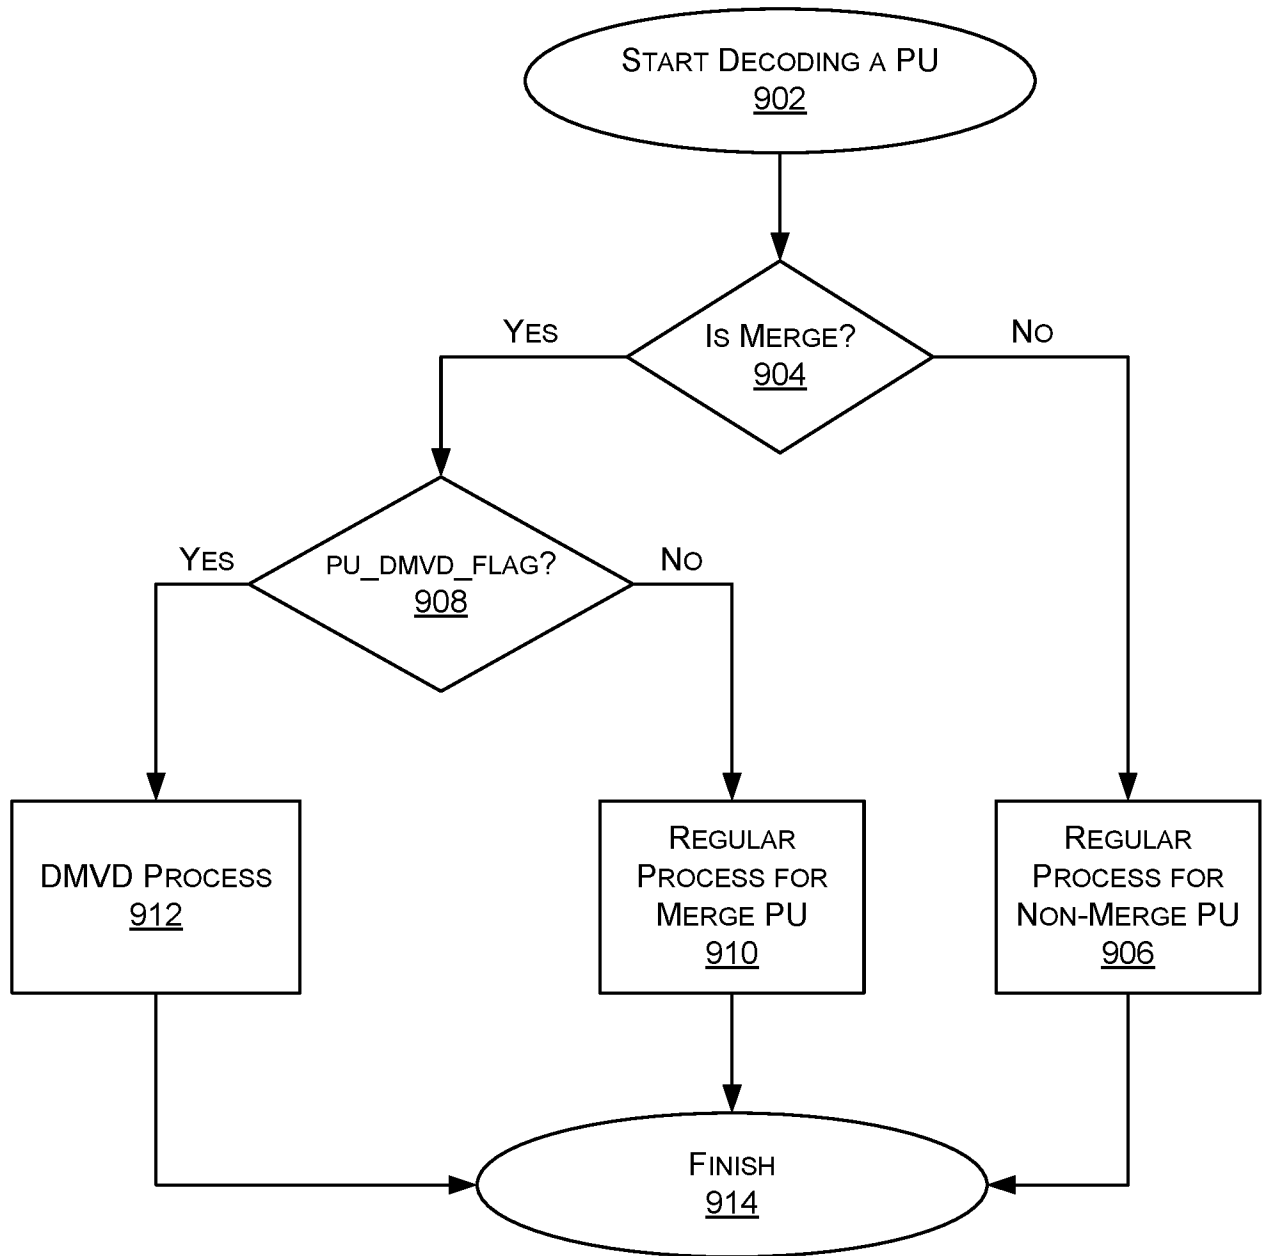 START DECODING A PU
902
IS MERGE?
904
YES
NO
PU_DMVD_FLAG?
908
YES
NO
DMVD PROCESS
912
REGULAR
PROCESS FOR
MERGE PU
910
REGULAR
PROCESS FOR
NON-MERGE PU
906
FINISH
914